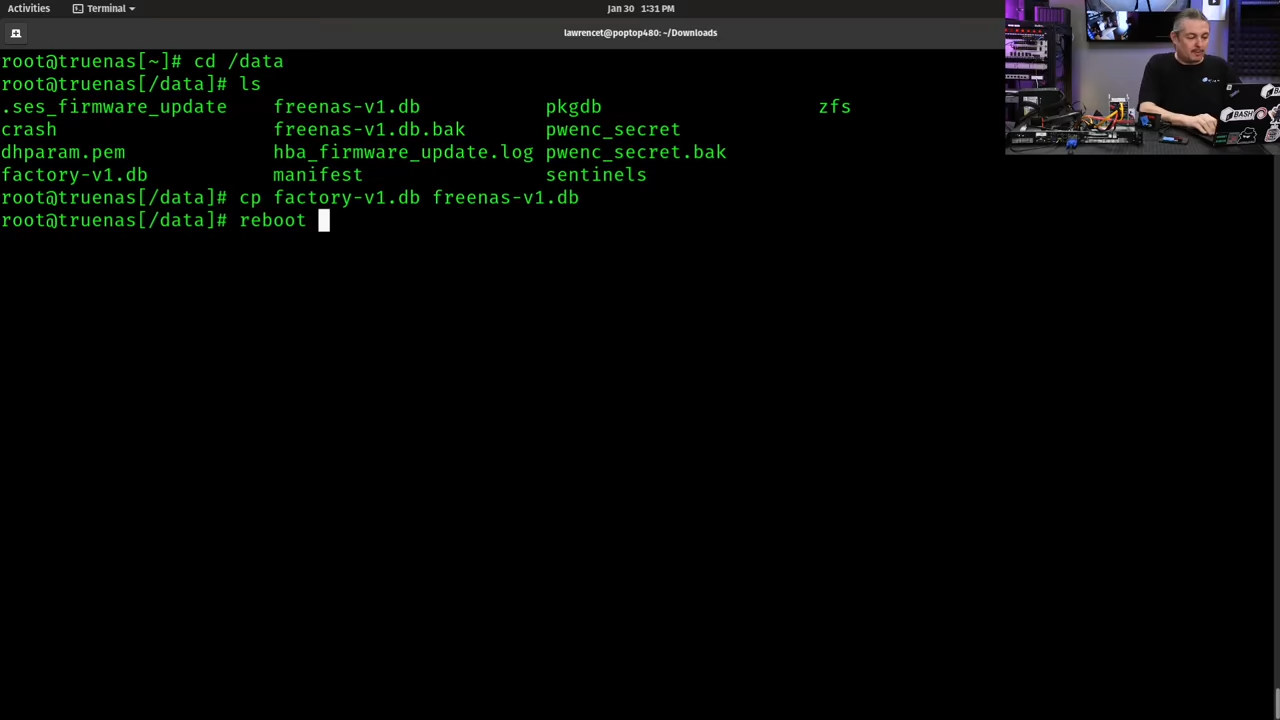 Activities Terminal Jan 30 1:31 PM
lawrencet@poptop480: ~/Downloads
root@truenas[~]# cd /data
root@truenas[/data]# ls
.ses_firmware_update freenas-v1.db pkgdb zfs
crash freenas-v1.db.bak pwenc_secret
dhparam.pem hba_firmware_update.log pwenc_secret.bak
factory-v1.db manifest sentinels
root@truenas[/data]# cp factory-v1.db freenas-v1.db
root@truenas[/data]# reboot
BASH